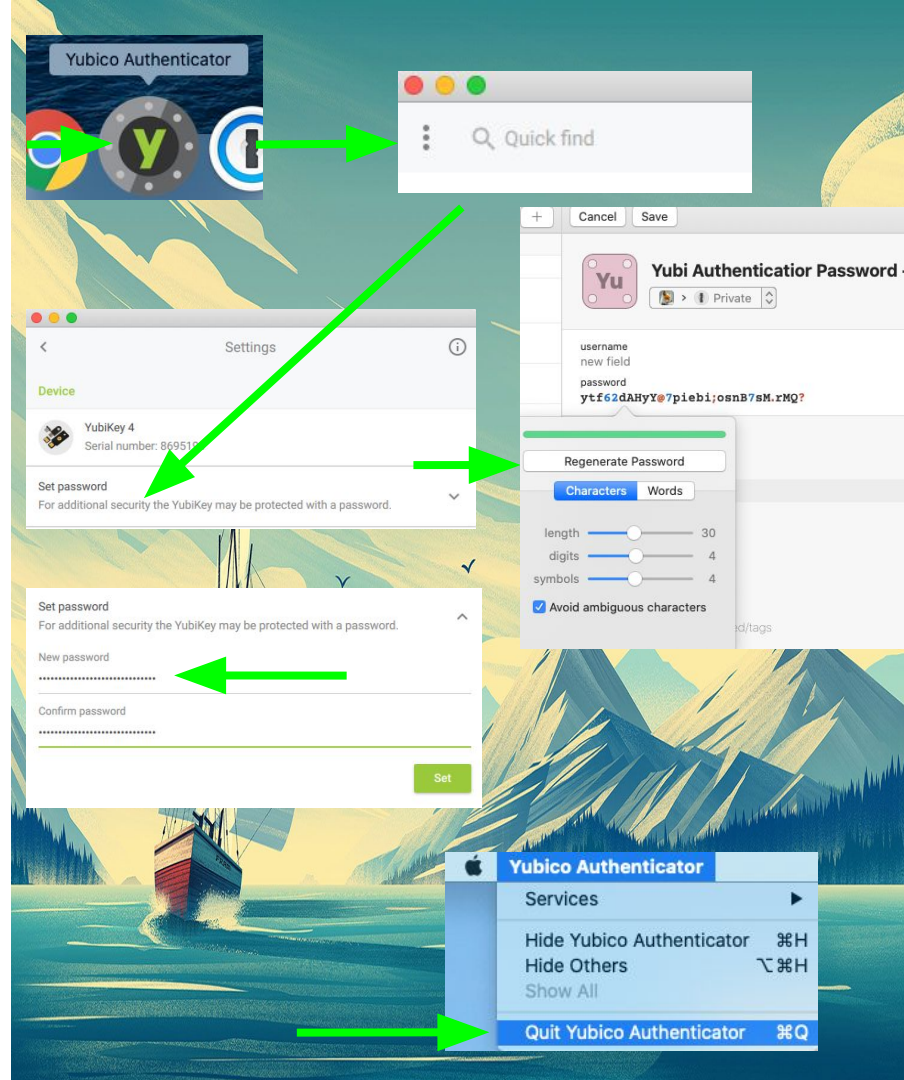 Yubico Authenticator
Quick find
Cancel Save
Yu
Yubi Authenticatior Password
Private
username
new field
password
ytf62dAHyY@7piebi;osnB7sM.rMQ?
Regenerate Password
Characters Words
length 30
digits 4
symbols 4
Avoid ambiguous characters
ed/tags
Settings
Device
YubiKey 4
Serial number: 869519
Set password
For additional security the YubiKey may be protected with a password.
Set password
For additional security the YubiKey may be protected with a password.
New password
••••••••••••••••••••••••••••••
Confirm password
••••••••••••••••••••••••••••••
Set
Yubico Authenticator
Services
Hide Yubico Authenticator ⌘H
Hide Others ⌥⌘H
Show All
Quit Yubico Authenticator ⌘Q